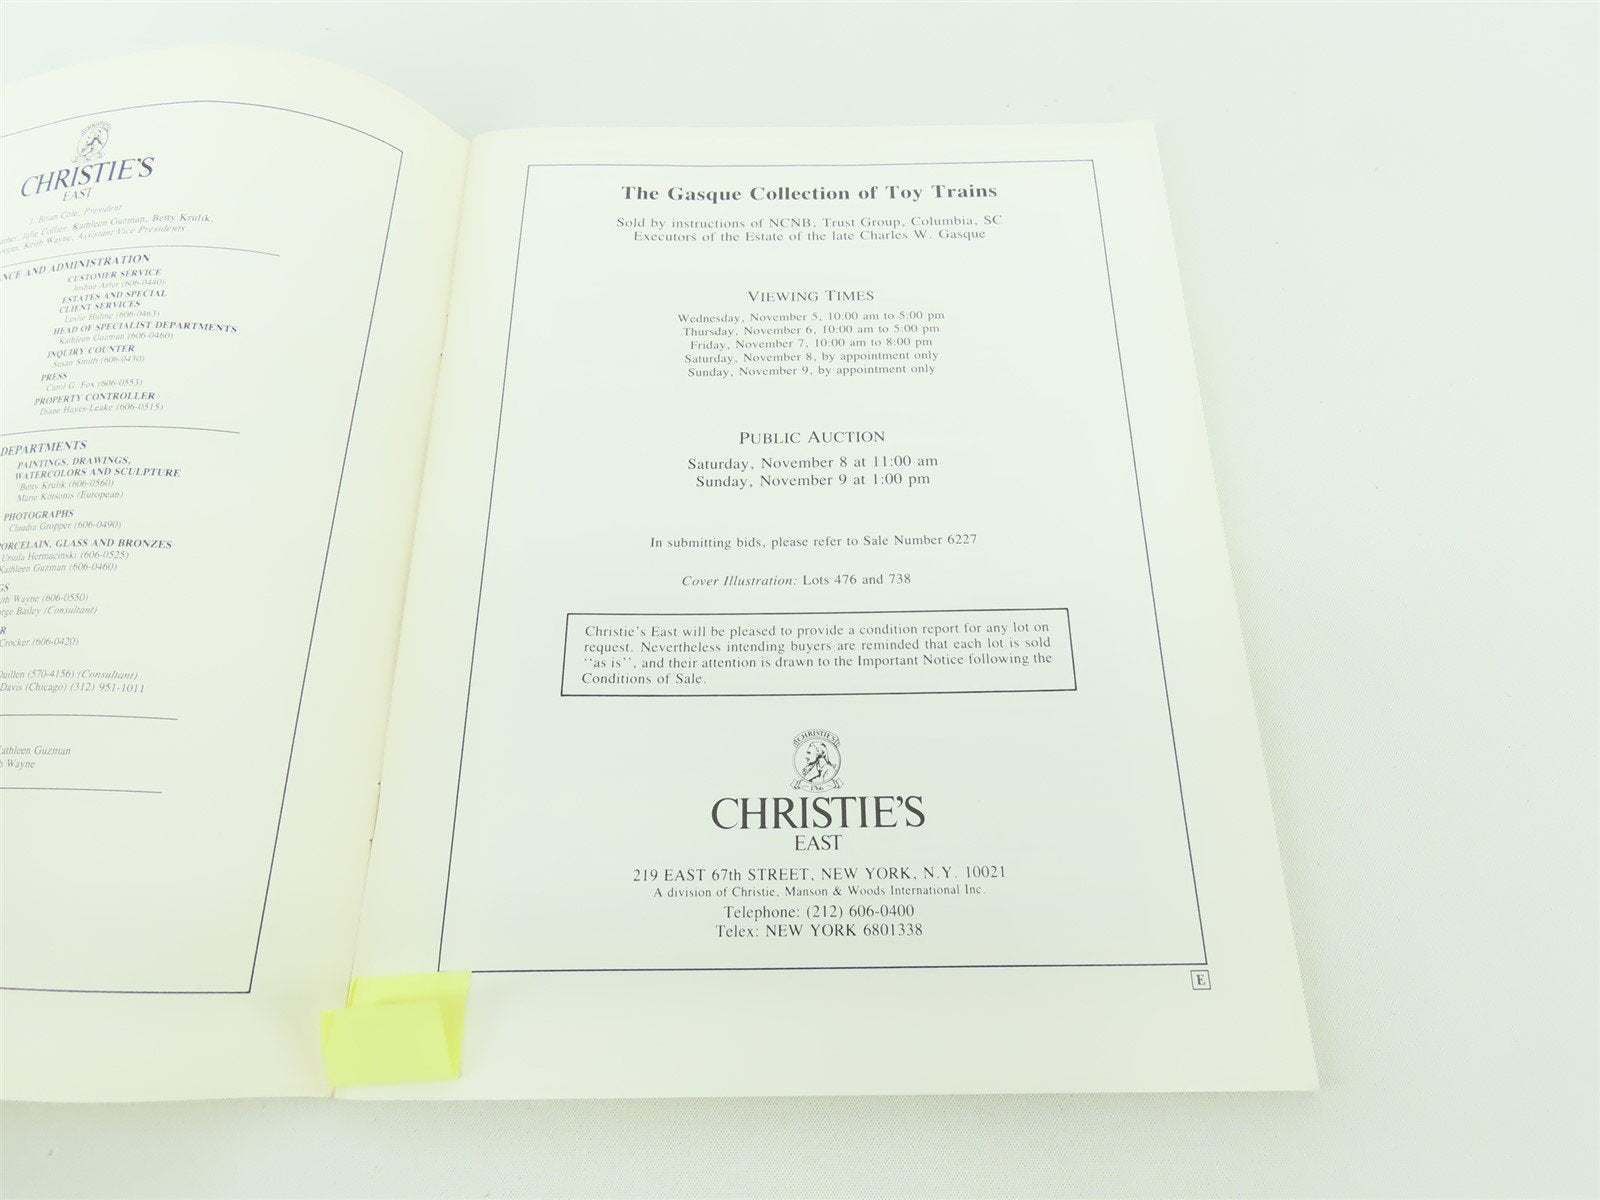 CHRISTIE'S
EAST
J. Brian Cole, President
Julie Collier, Kathleen Guzman, Betty Krulik,
Keith Wayne, Assistant Vice Presidents
AND ADMINISTRATION
CUSTOMER SERVICE
Joshua Arfer (606-0440)
ESTATES AND SPECIAL
CLIENT SERVICES
Leslie Hulme (606-0463)
HEAD OF SPECIALIST DEPARTMENTS
Kathleen Guzman (606-0460)
INQUIRY COUNTER
Susan Smith (606-0430)
PRESS
Carol G. Fox (606-0553)
PROPERTY CONTROLLER
Diane Hayes-Leake (606-0515)
DEPARTMENTS
PAINTINGS, DRAWINGS,
WATERCOLORS AND SCULPTURE
Betty Krulik (606-0560)
Marie Kotsonis (European)
PHOTOGRAPHS
Claudia Gropper (606-0490)
PORCELAIN, GLASS AND BRONZES
Ursula Hermacinski (606-0525)
Kathleen Guzman (606-0460)
GS
ith Wayne (606-0550)
rge Bailey (Consultant)
R
Crocker (606-0420)
uillen (570-4156) (Consultant)
Davis (Chicago) (312) 951-1011
Kathleen Guzman
h Wayne
The Gasque Collection of Toy Trains
Sold by instructions of NCNB, Trust Group, Columbia, SC
Executors of the Estate of the late Charles W. Gasque
VIEWING TIMES
Wednesday, November 5, 10:00 am to 5:00 pm
Thursday, November 6, 10:00 am to 5:00 pm
Friday, November 7, 10:00 am to 8:00 pm
Saturday, November 8, by appointment only
Sunday, November 9, by appointment only
PUBLIC AUCTION
Saturday, November 8 at 11:00 am
Sunday, November 9 at 1:00 pm
In submitting bids, please refer to Sale Number 6227
Cover Illustration: Lots 476 and 738
Christie's East will be pleased to provide a condition report for any lot on
request. Nevertheless intending buyers are reminded that each lot is sold
"as is", and their attention is drawn to the Important Notice following the
Conditions of Sale.
CHRISTIE'S
1766
CHRISTIE'S
EAST
219 EAST 67th STREET, NEW YORK, N.Y. 10021
A division of Christie, Manson & Woods International Inc.
Telephone: (212) 606-0400
Telex: NEW YORK 6801338
E